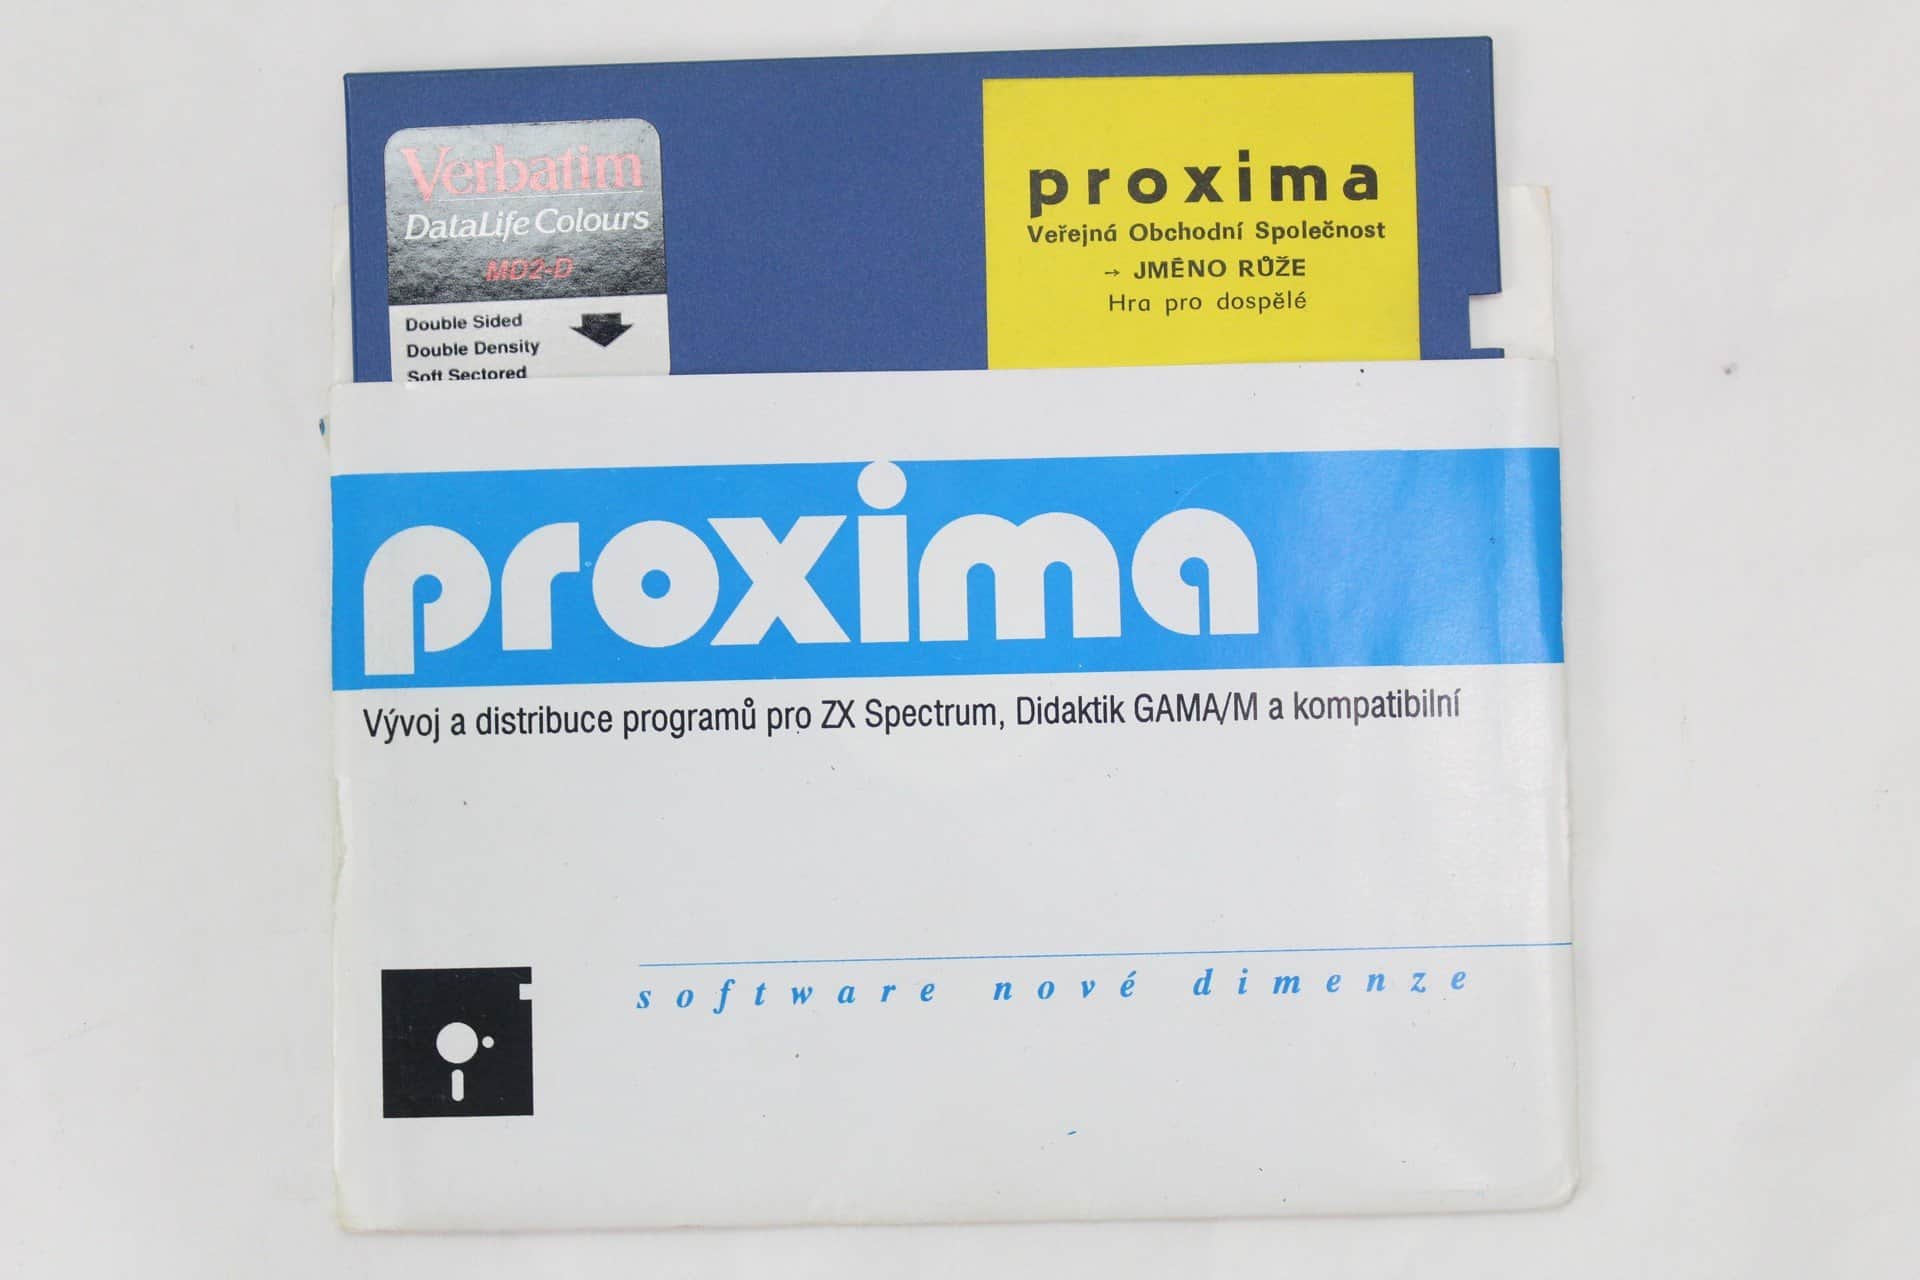 Verbatim
DataLife Colours
MD2-D
Double Sided
Double Density
Soft Sectored
proxima
Veřejná Obchodní Společnost
→ JMÉNO RŮŽE
Hra pro dospělé
proxima
Vývoj a distribuce programů pro ZX Spectrum, Didaktik GAMA/M a kompatibilní
software nové dimenze